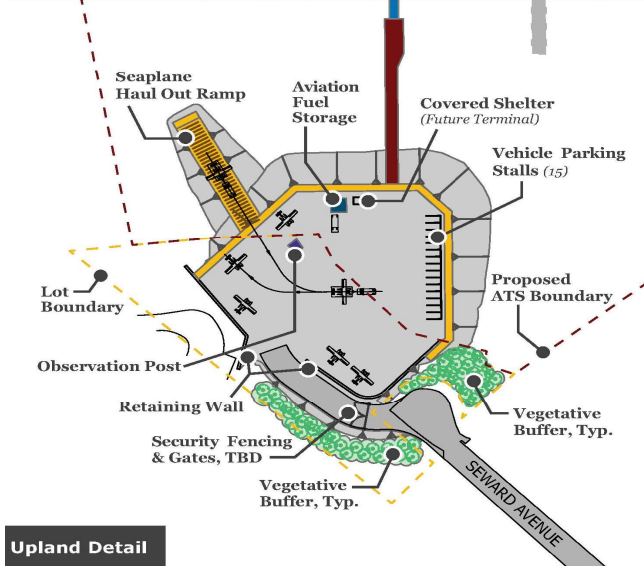 Seaplane
Haul Out Ramp
Aviation
Fuel
Storage
Covered Shelter
(Future Terminal)
Vehicle Parking
Stalls (15)
Lot
Boundary
Proposed
ATS Boundary
Observation Post
Retaining Wall
Security Fencing
& Gates, TBD
Vegetative
Buffer, Typ.
Vegetative
Buffer, Typ.
SEWARD AVENUE
Upland Detail